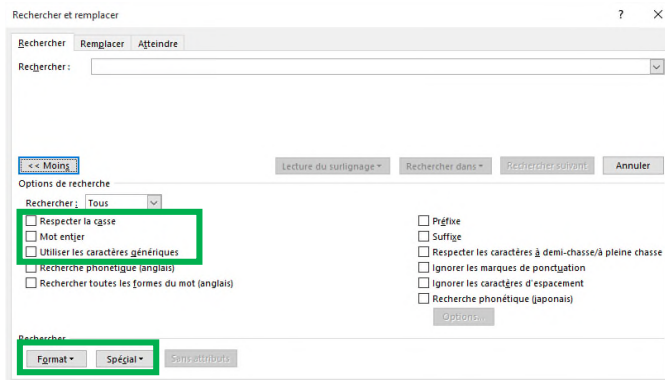 Rechercher et remplacer ? ×
Rechercher Remplacer Atteindre
Rechercher :
<< Moins Lecture du surlignage Rechercher dans Rechercher suivant Annuler
Options de recherche
Rechercher : Tous
Respecter la casse Préfixe
Mot entier Suffixe
Utiliser les caractères génériques Respecter les caractères à demi-chasse/à pleine chasse
Recherche phonétique (anglais) Ignorer les marques de ponctuation
Rechercher toutes les formes du mot (anglais) Ignorer les caractères d'espacement
Recherche phonétique (japonais)
Options...
Rechercher
Format Spécial Sans attributs